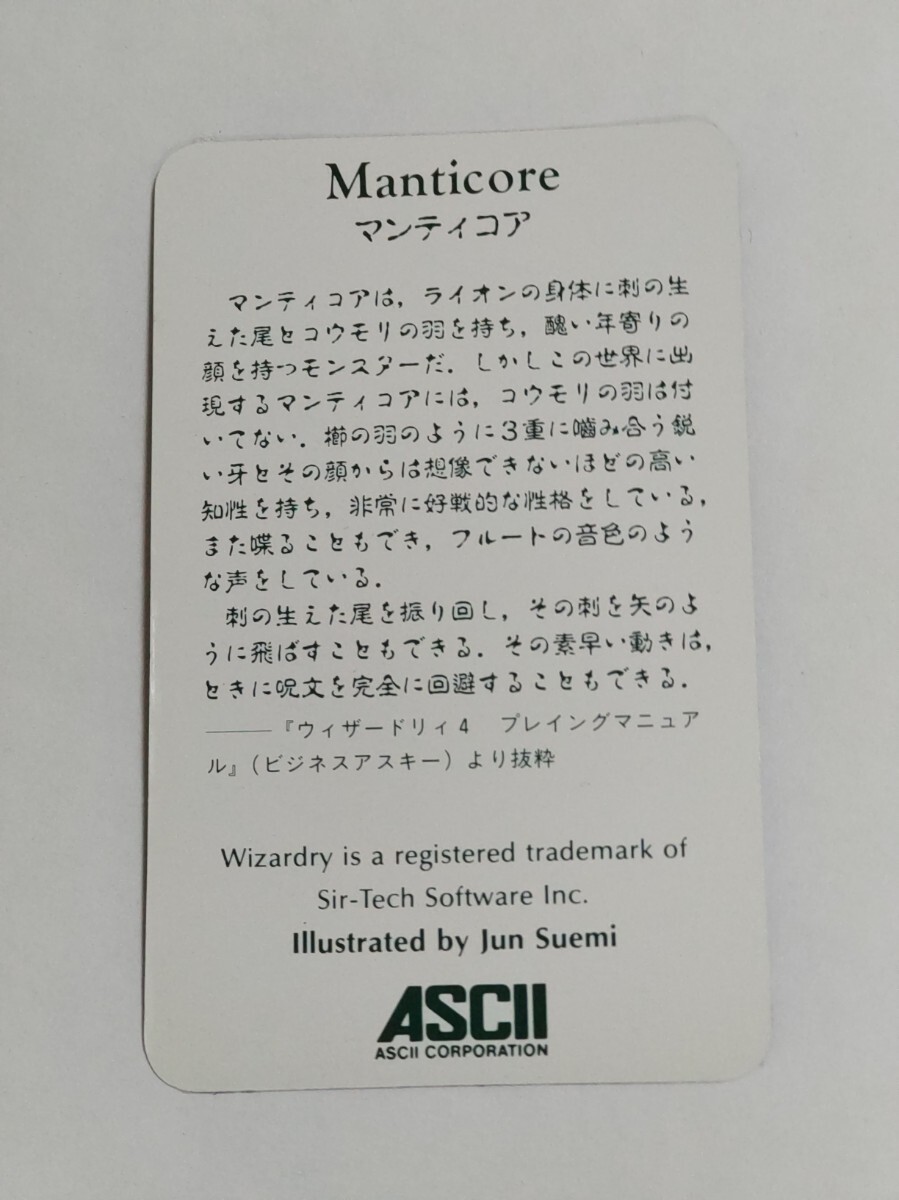 Manticore
マンティコア
マンティコアは，ライオンの身体に刺の生
えた尾とコウモリの羽を持ち，醜い年寄りの
顔を持つモンスターだ．しかしこの世界に出
現するマンティコアには，コウモリの羽は付
いてない．櫛の羽のように3重に噛み合う鋭
い牙とその顔からは想像できないほどの高い
知性を持ち，非常に好戦的な性格をしている，
また喋ることもでき，フルートの音色のよう
な声をしている．
刺の生えた尾を振り回し，その刺を矢のよ
うに飛ばすこともできる．その素早い動きは，
ときに呪文を完全に回避することもできる．
———『ウィザードリィ4　プレイングマニュア
ル』（ビジネスアスキー）より抜粋
Wizardry is a registered trademark of
Sir-Tech Software Inc.
Illustrated by Jun Suemi
ASCII
ASCII CORPORATION